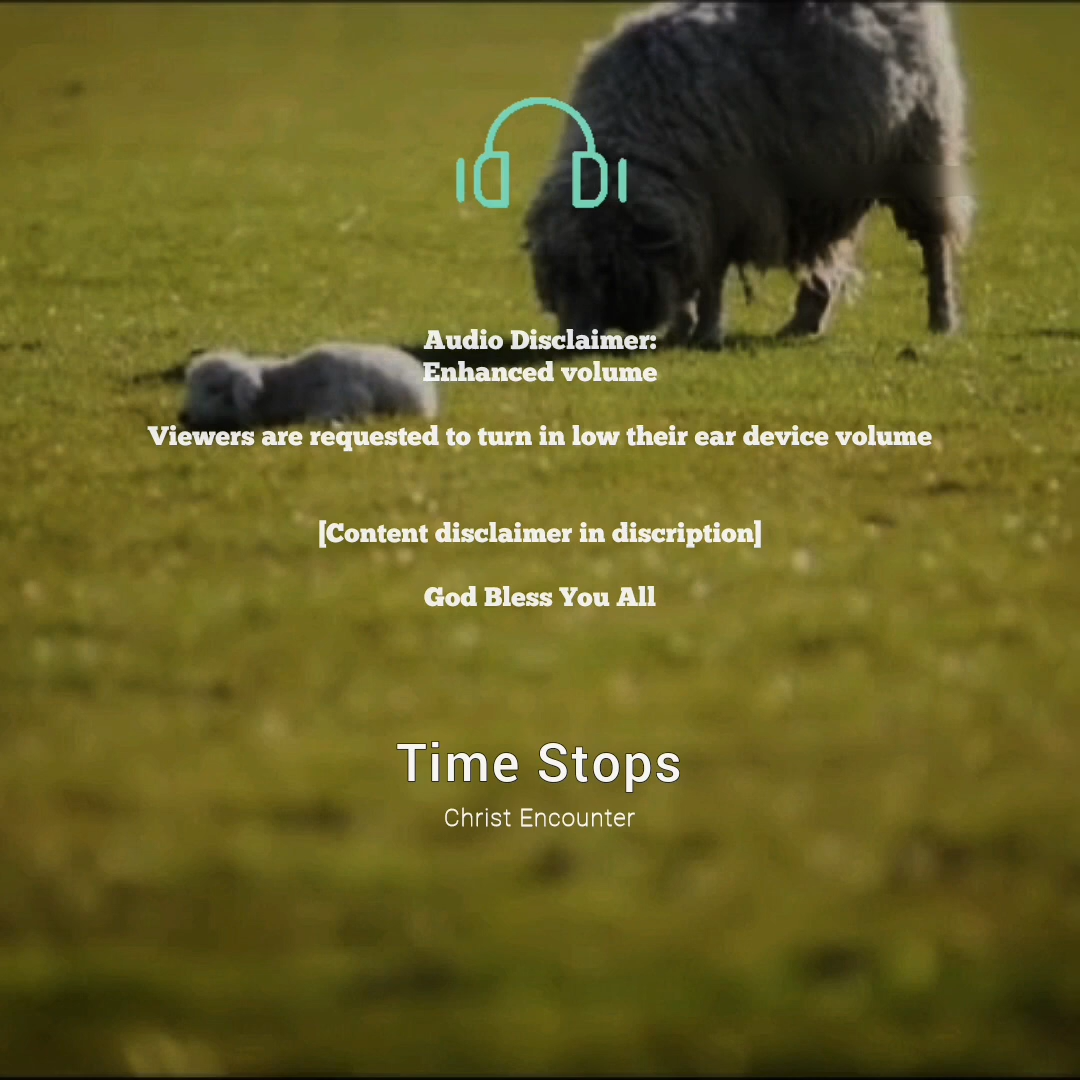 Audio Disclaimer:
Enhanced volume
Viewers are requested to turn in low their ear device volume
[Content disclaimer in discription]
God Bless You All
Time Stops
Christ Encounter